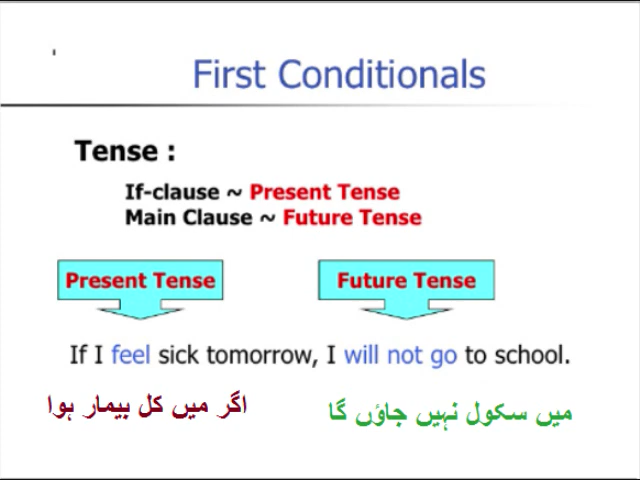 First Conditionals
Tense :
If-clause ~ Present Tense
Main Clause ~ Future Tense
Present Tense
Future Tense
If I feel sick tomorrow, I will not go to school.
اگر میں کل بیمار ہوا
میں سکول نہیں جاؤں گا